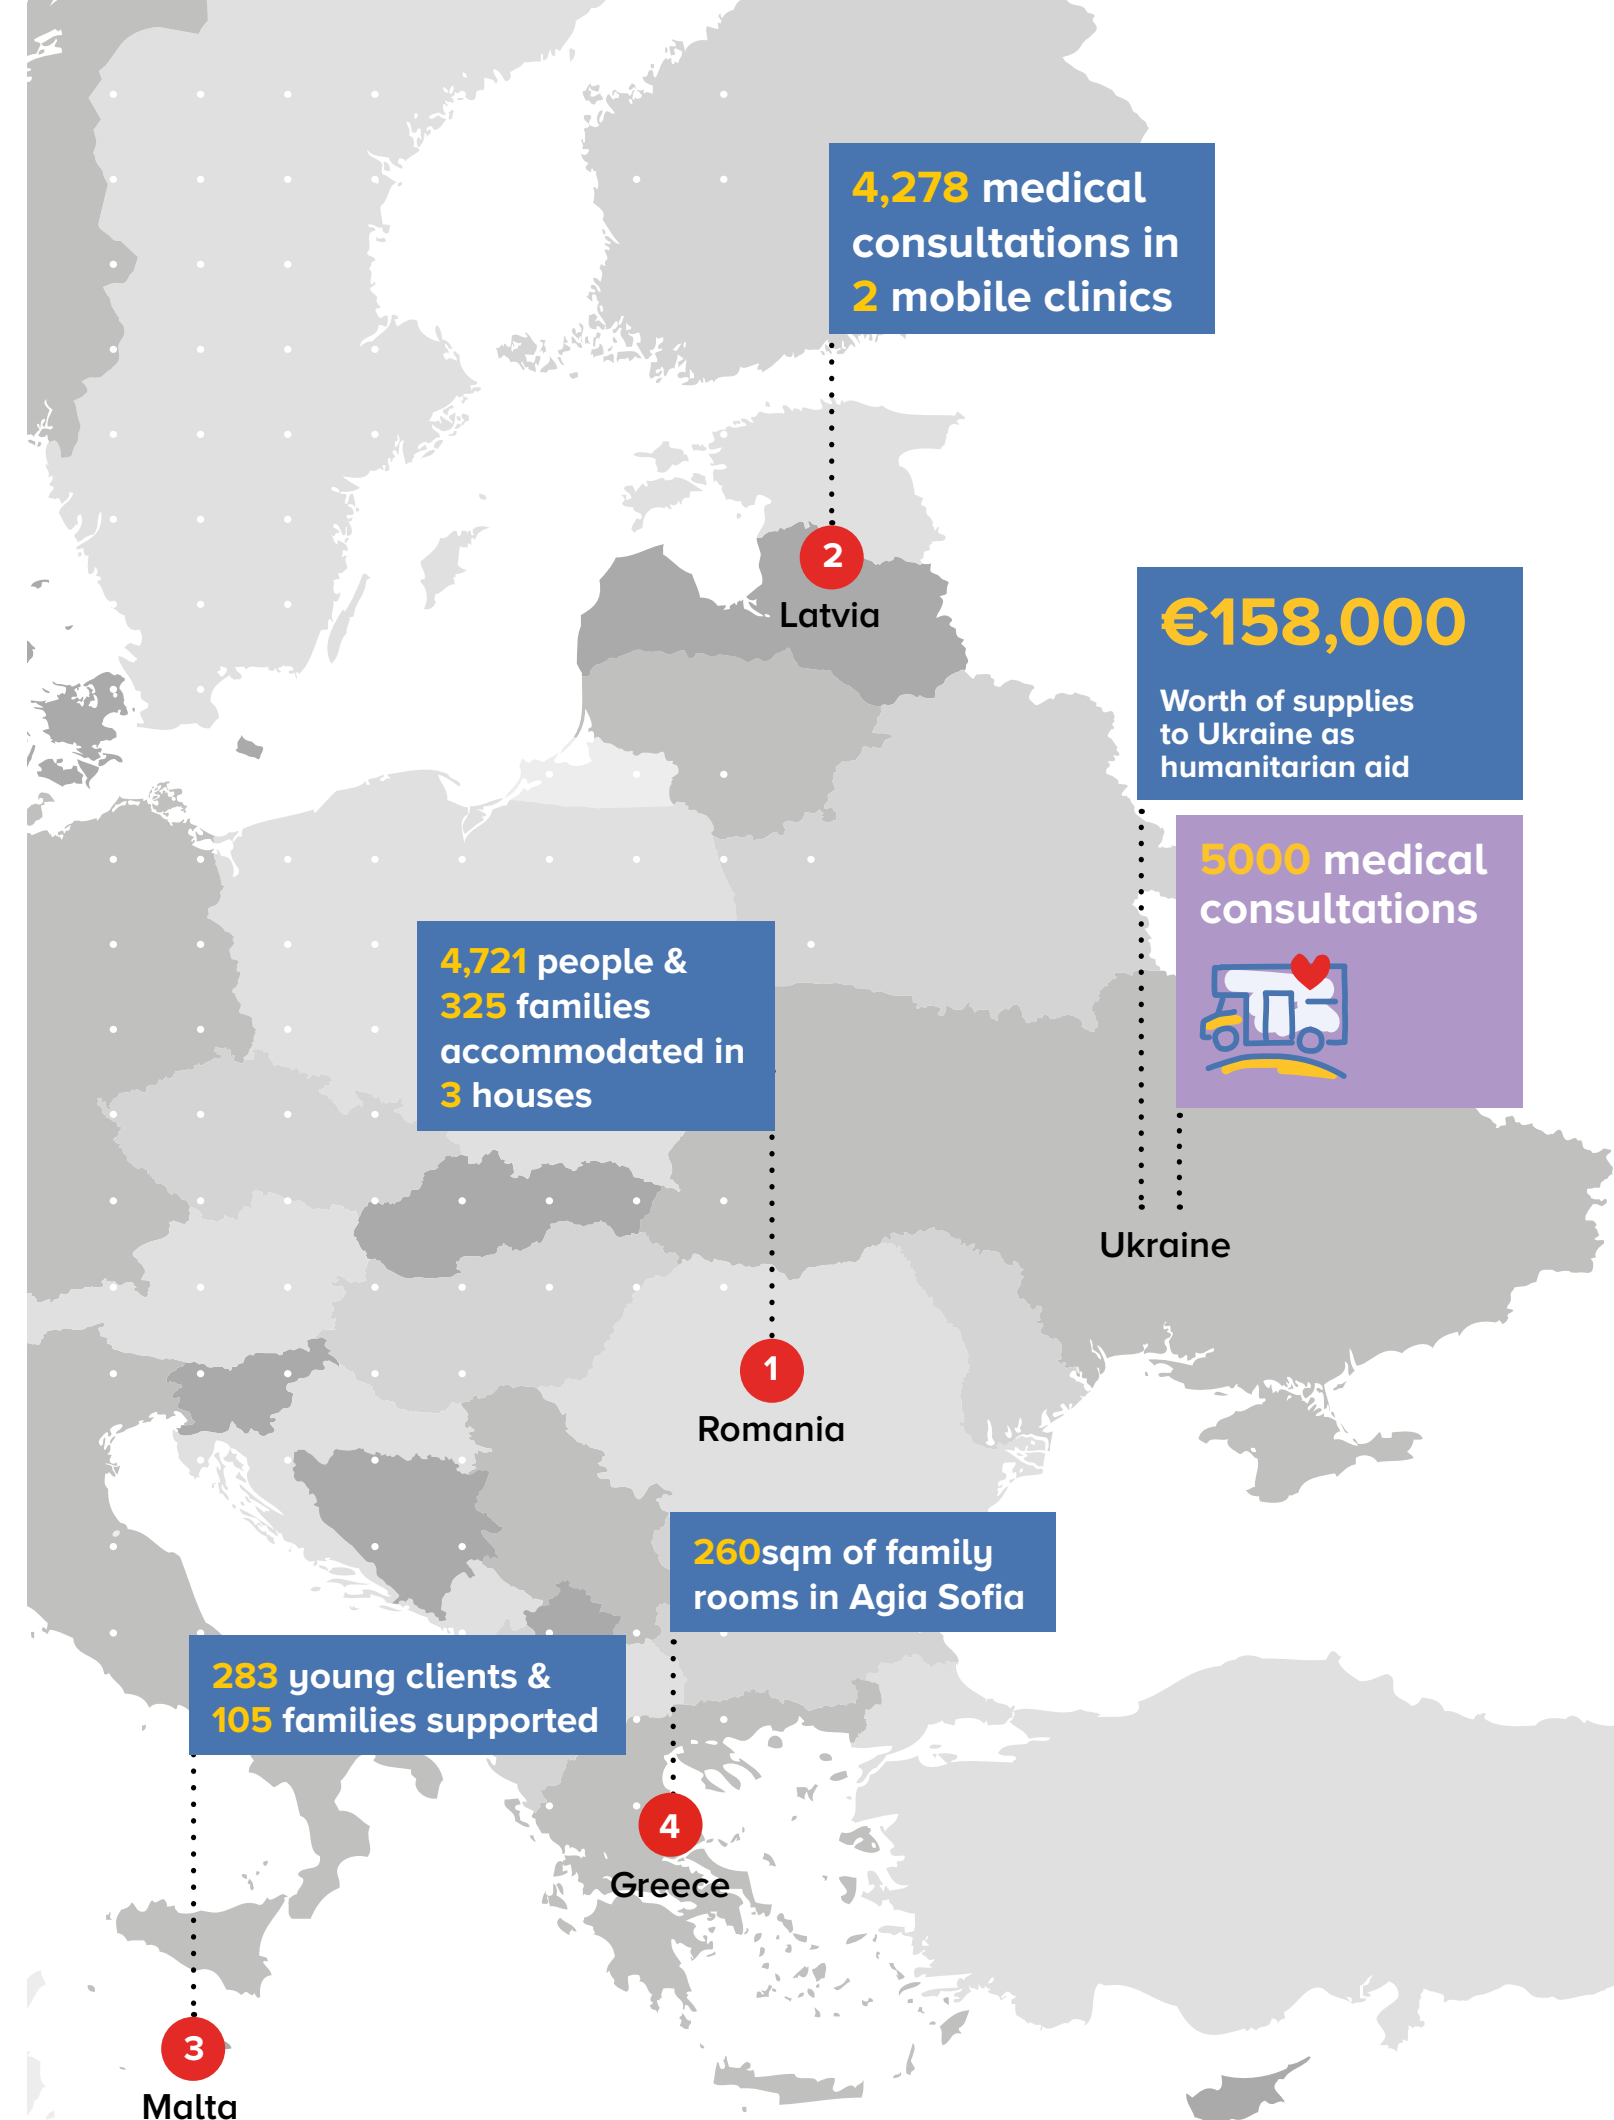 4,278 medical
consultations in
2 mobile clinics
2
Latvia
€158,000
Worth of supplies
to Ukraine as
humanitarian aid
5000 medical
consultations
4,721 people &
325 families
accommodated in
3 houses
Ukraine
1
Romania
260sqm of family
rooms in Agia Sofia
283 young clients &
105 families supported
4
Greece
3
Malta